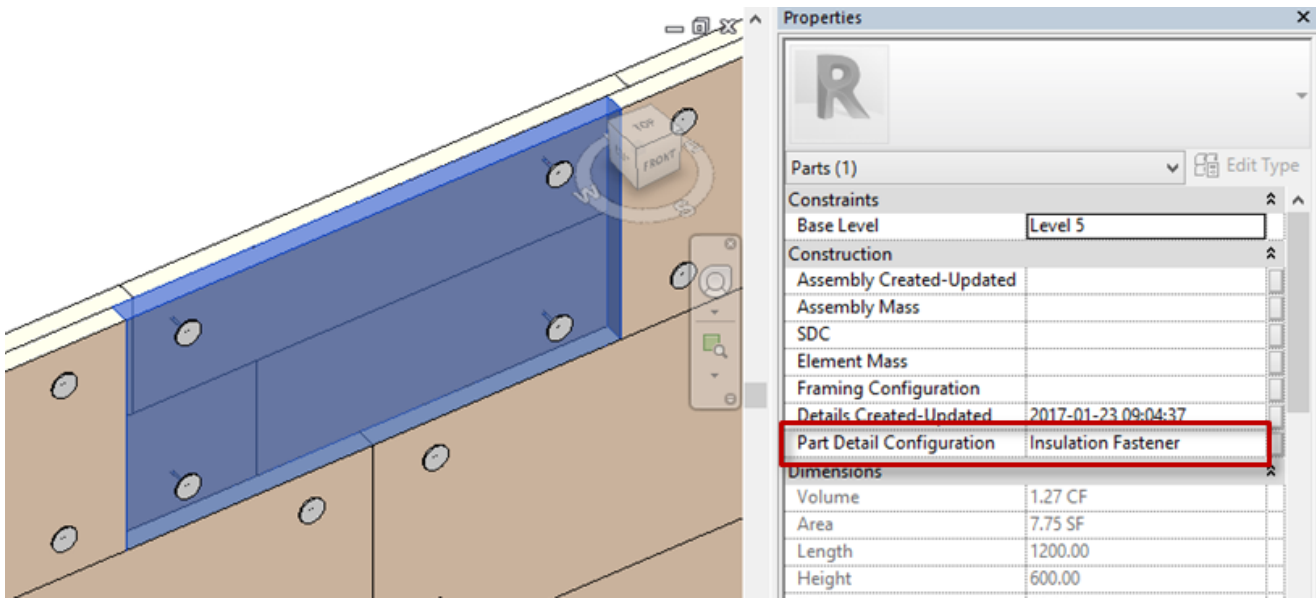 Properties
R
Parts (1) Edit Type
Constraints
Base Level Level 5
Construction
Assembly Created-Updated
Assembly Mass
SDC
Element Mass
Framing Configuration
Details Created-Updated 2017-01-23 09:04:37
Part Detail Configuration Insulation Fastener
Dimensions
Volume 1.27 CF
Area 7.75 SF
Length 1200.00
Height 600.00
TOP
FRONT
W
S